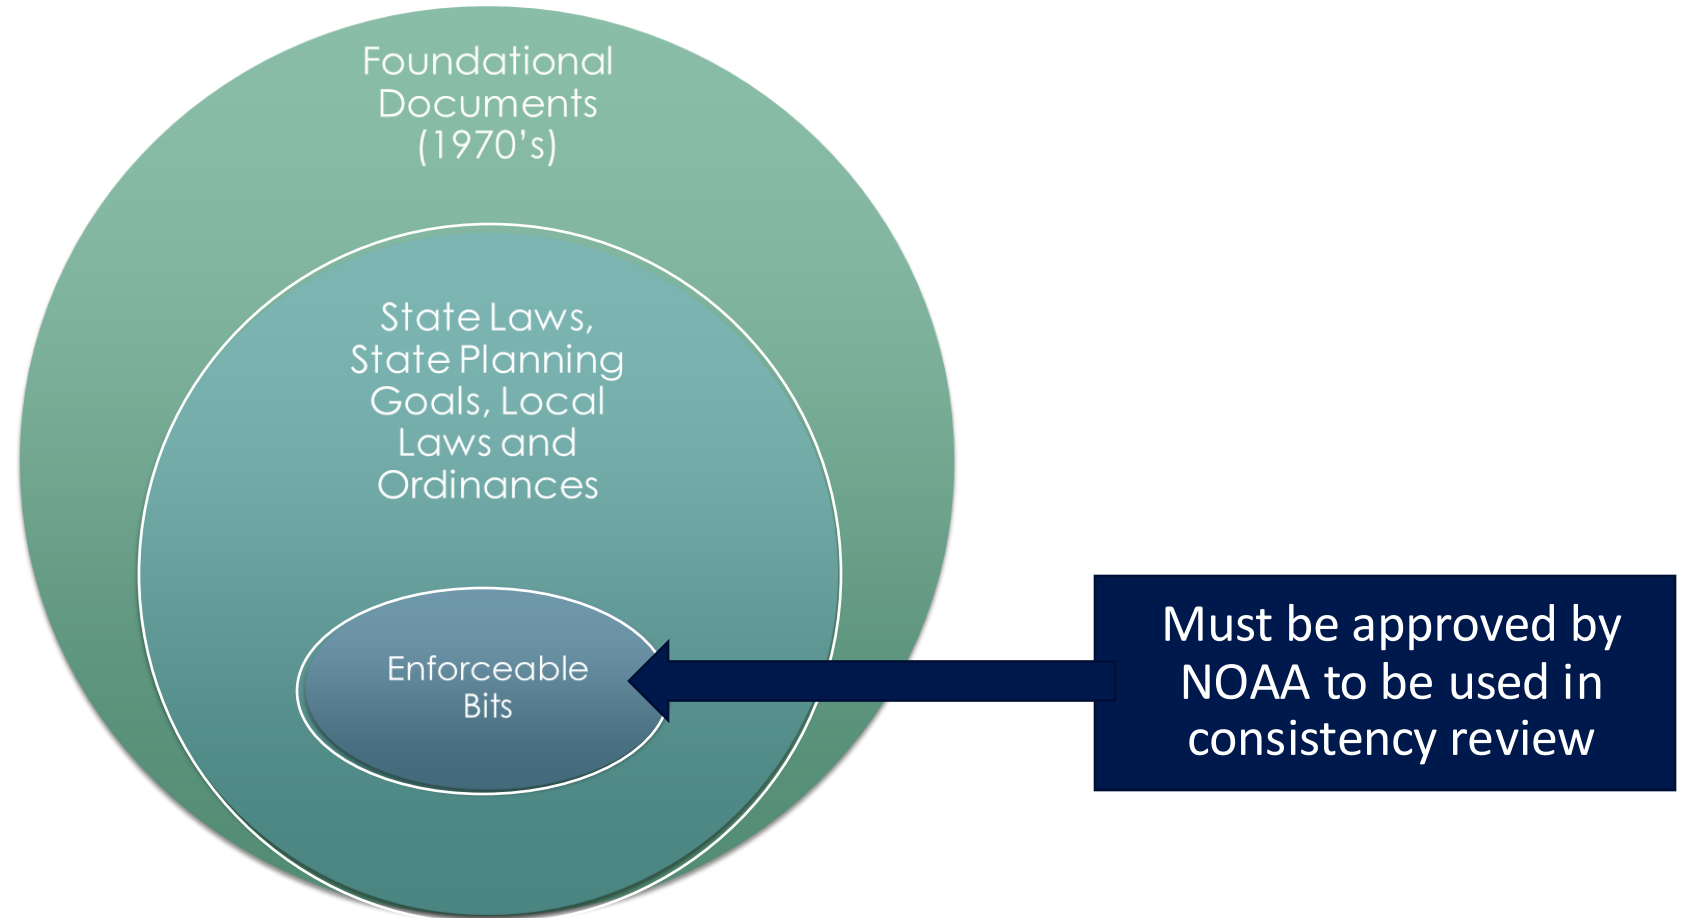 Foundational
Documents
(1970's)
State Laws,
State Planning
Goals, Local
Laws and
Ordinances
Enforceable
Bits
Must be approved by
NOAA to be used in
consistency review